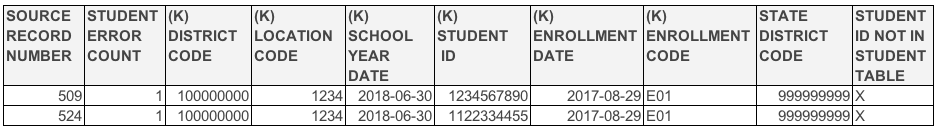 SOURCE RECORD NUMBER | STUDENT ERROR COUNT | (K) DISTRICT CODE | (K) LOCATION CODE | (K) SCHOOL YEAR DATE | (K) STUDENT ID | (K) ENROLLMENT DATE | (K) ENROLLMENT CODE | STATE DISTRICT CODE | STUDENT ID NOT IN STUDENT TABLE
509 | 1 | 100000000 | 1234 | 2018-06-30 | 1234567890 | 2017-08-29 | E01 | 999999999 | X
524 | 1 | 100000000 | 1234 | 2018-06-30 | 1122334455 | 2017-08-29 | E01 | 999999999 | X